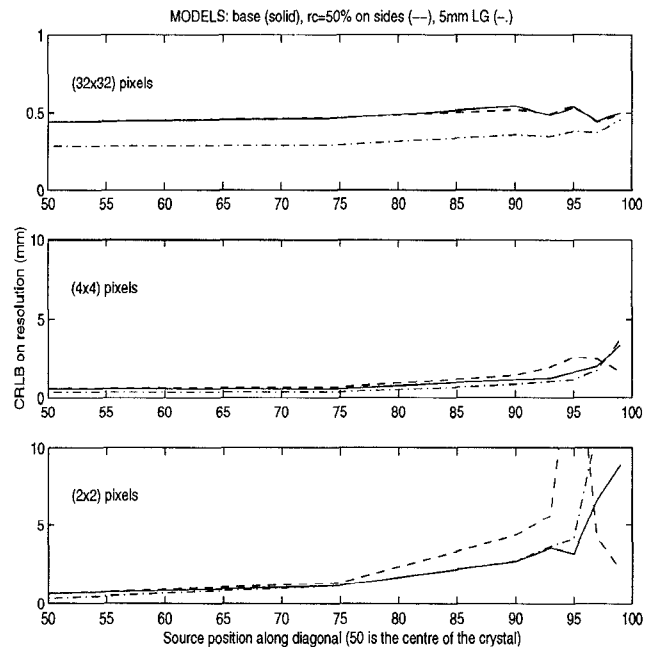 MODELS: base (solid), rc=50% on sides (---), 5mm LG (-.)
1
(32x32) pixels
0.5
0
50 55 60 65 70 75 80 85 90 95 100
10
(4x4) pixels
5
0
50 55 60 65 70 75 80 85 90 95 100
CRLB on resolution (mm)
10
(2x2) pixels
5
0
50 55 60 65 70 75 80 85 90 95 100
Source position along diagonal (50 is the centre of the crystal)